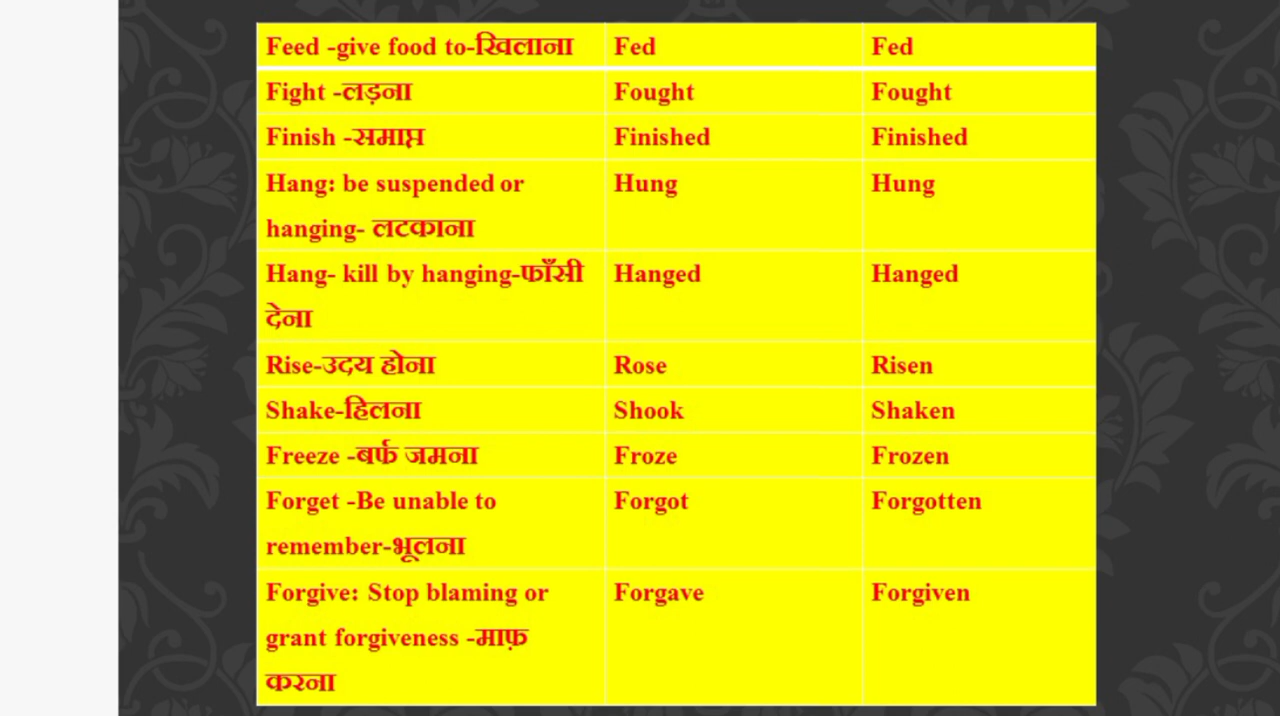 Feed -give food to-खिलाना Fed Fed
Fight -लड़ना Fought Fought
Finish -समाप्त Finished Finished
Hang: be suspended or Hung Hung
hanging- लटकाना
Hang- kill by hanging-फाँसी Hanged Hanged
देना
Rise-उदय होना Rose Risen
Shake-हिलना Shook Shaken
Freeze -बर्फ जमना Froze Frozen
Forget -Be unable to Forgot Forgotten
remember-भूलना
Forgive: Stop blaming or Forgave Forgiven
grant forgiveness -माफ़
करना